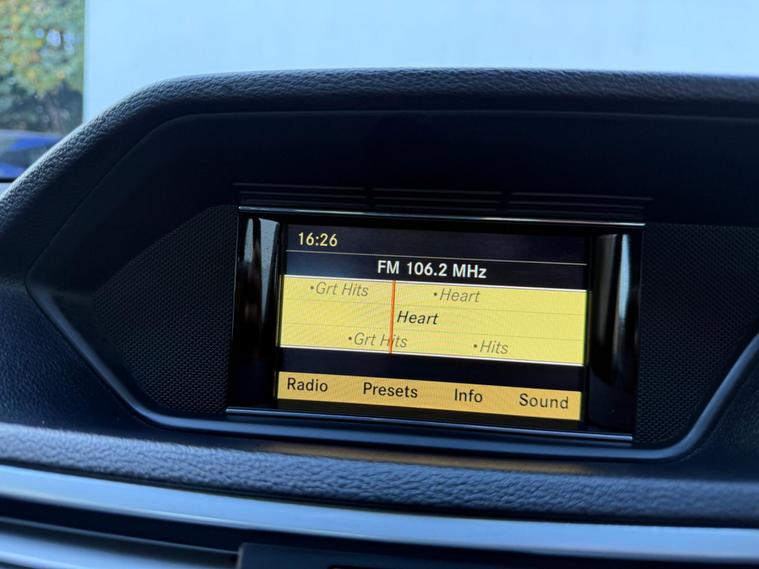 16:26
FM 106.2 MHz
•Grt Hits •Heart
Heart
•Grt Hits •Hits
Radio Presets Info Sound